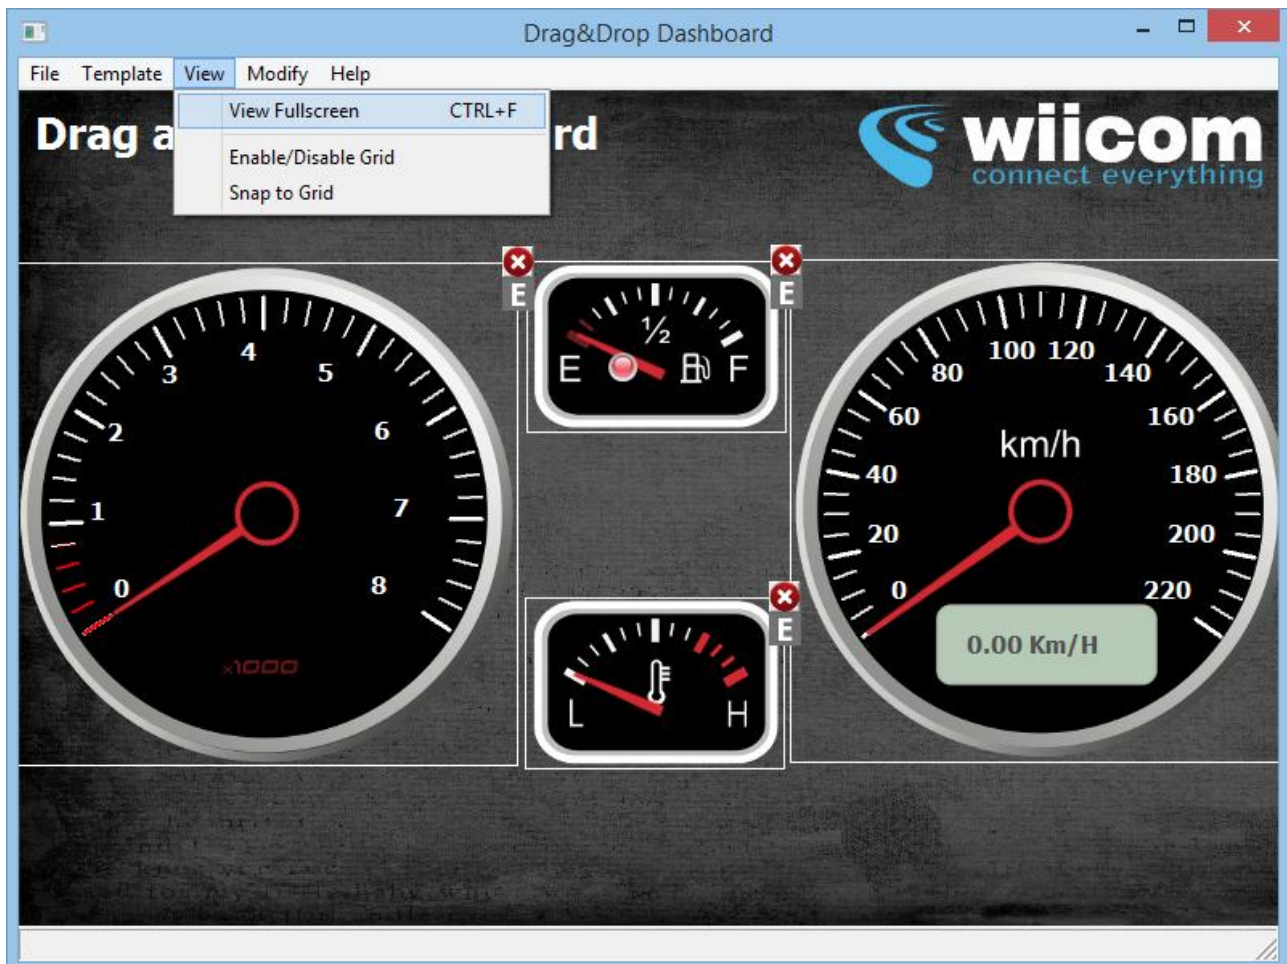 Drag&Drop Dashboard
File Template View Modify Help
View Fullscreen CTRL+F
Enable/Disable Grid
Snap to Grid
Drag a rd
wiicom
connect everything
0
1
2
3
4
5
6
7
8
x1000
E
E 1/2 F
E
L H
E
0
20
40
60
80
100
120
140
160
180
200
220
km/h
0.00 Km/H